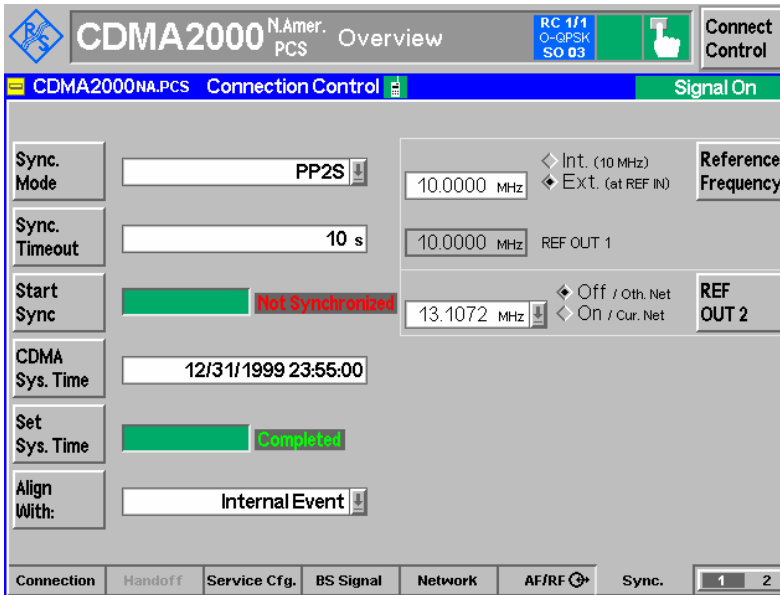 R&S
CDMA2000 N.Amer. PCS Overview
RC 1/1
O-QPSK
SO 03
Connect Control
CDMA2000NA.PCS Connection Control
Signal On
Sync. Mode
PP2S
10.0000 MHz
Int. (10 MHz)
Ext. (at REF IN)
Reference Frequency
Sync. Timeout
10 s
10.0000 MHz
REF OUT 1
Start Sync
Not Synchronized
13.1072 MHz
Off / Oth. Net
On / Cur. Net
REF OUT 2
CDMA Sys. Time
12/31/1999 23:55:00
Set Sys. Time
Completed
Align With:
Internal Event
Connection
Handoff
Service Cfg.
BS Signal
Network
AF/RF
Sync.
1 2